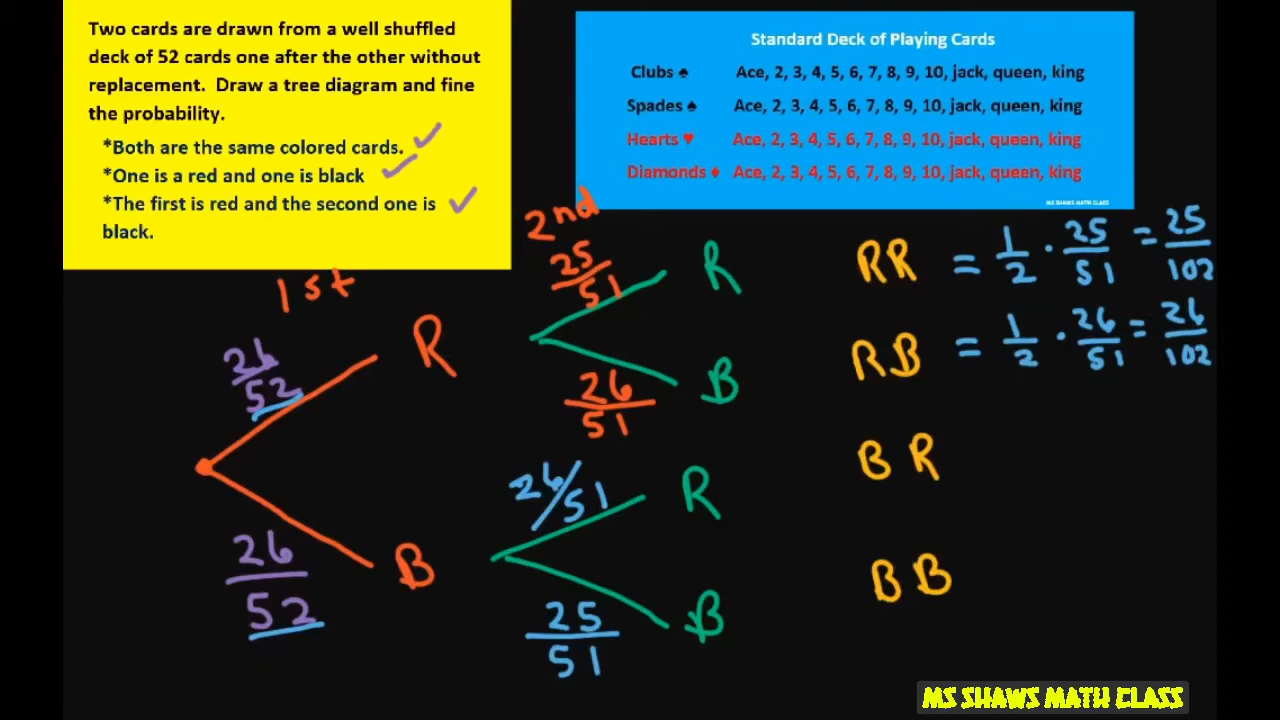 Two cards are drawn from a well shuffled
deck of 52 cards one after the other without
replacement. Draw a tree diagram and fine
the probability.
*Both are the same colored cards. ✓
*One is a red and one is black ✓
*The first is red and the second one is ✓
black.
Standard Deck of Playing Cards
Clubs ♠ Ace, 2, 3, 4, 5, 6, 7, 8, 9, 10, jack, queen, king
Spades ♠ Ace, 2, 3, 4, 5, 6, 7, 8, 9, 10, jack, queen, king
Hearts ♥ Ace, 2, 3, 4, 5, 6, 7, 8, 9, 10, jack, queen, king
Diamonds ♦ Ace, 2, 3, 4, 5, 6, 7, 8, 9, 10, jack, queen, king
MS SHAWS MATH CLASS
1st
2nd
26/52 R
26/52 B
25/51 R
26/51 B
26/51 R
25/51 B
RR = 1/2 · 25/51 = 25/102
RB = 1/2 · 26/51 = 26/102
BR
BB
MS SHAWS MATH CLASS